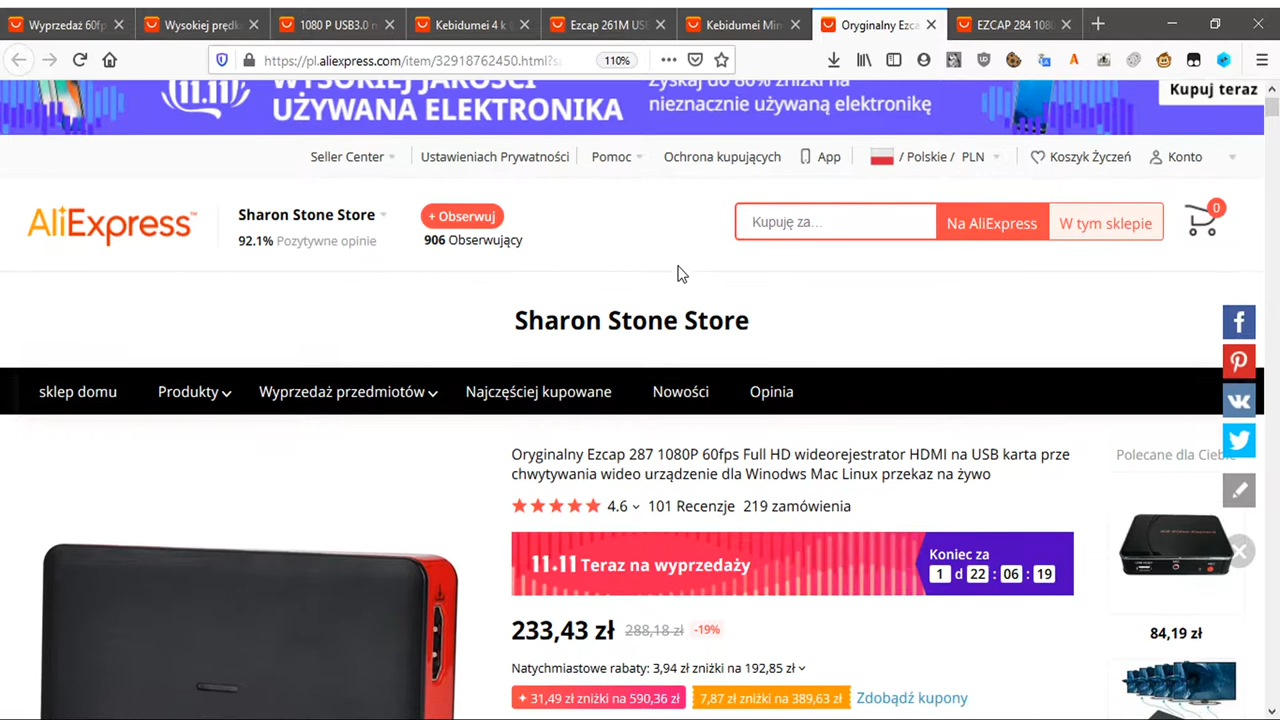 Wyprzedaż 60fp
Wysokiej prędk
1080 P USB3.0 n
Kebidumei 4 k (
Ezcap 261M USB
Kebidumei Min
Oryginalny Ezca
EZCAP 284 1080
https://pl.aliexpress.com/item/32918762450.html?s
110%
WYSOKIEJ JAKOŚCI
UŻYWANA ELEKTRONIKA
11.11
Zyskaj do 80% zniżki na
nieznacznie używaną elektronikę
Kupuj teraz
Seller Center
Ustawieniach Prywatności
Pomoc
Ochrona kupujących
App
/ Polskie / PLN
Koszyk Życzeń
Konto
AliExpress™
Sharon Stone Store
92.1% Pozytywne opinie
+ Obserwuj
906 Obserwujący
Kupuję za...
Na AliExpress
W tym sklepie
0
Sharon Stone Store
sklep domu
Produkty
Wyprzedaż przedmiotów
Najczęściej kupowane
Nowości
Opinia
Oryginalny Ezcap 287 1080P 60fps Full HD wideorejestrator HDMI na USB karta prze
chwytywania wideo urządzenie dla Winodws Mac Linux przekaz na żywo
4.6
101 Recenzje
219 zamówienia
11.11 Teraz na wyprzedaży
Koniec za
1 d 22 : 06 : 19
233,43 zł
288,18 zł
-19%
Natychmiastowe rabaty: 3,94 zł zniżki na 192,85 zł
31,49 zł zniżki na 590,36 zł
7,87 zł zniżki na 389,63 zł
Zdobądź kupony
Polecane dla Ciebie
84,19 zł